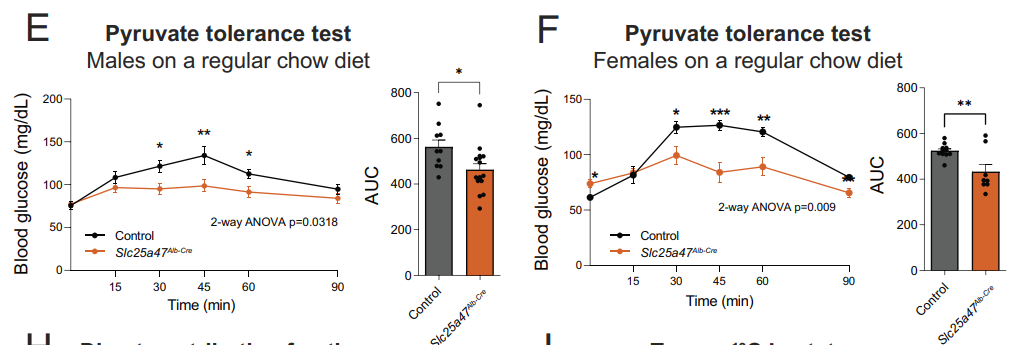 E
Pyruvate tolerance test
Males on a regular chow diet
Blood glucose (mg/dL)
200
150
100
50
0
*
**
*
2-way ANOVA p=0.0318
Control
Slc25a47Alb-Cre
15
30
45
60
90
Time (min)
AUC
800
600
400
200
0
*
Control
Slc25a47Alb-Cre
F
Pyruvate tolerance test
Females on a regular chow diet
Blood glucose (mg/dL)
150
100
50
0
*
*
***
**
**
2-way ANOVA p=0.009
Control
Slc25a47Alb-Cre
15
30
45
60
90
Time (min)
AUC
800
600
400
200
0
**
Control
Slc25a47Alb-Cre